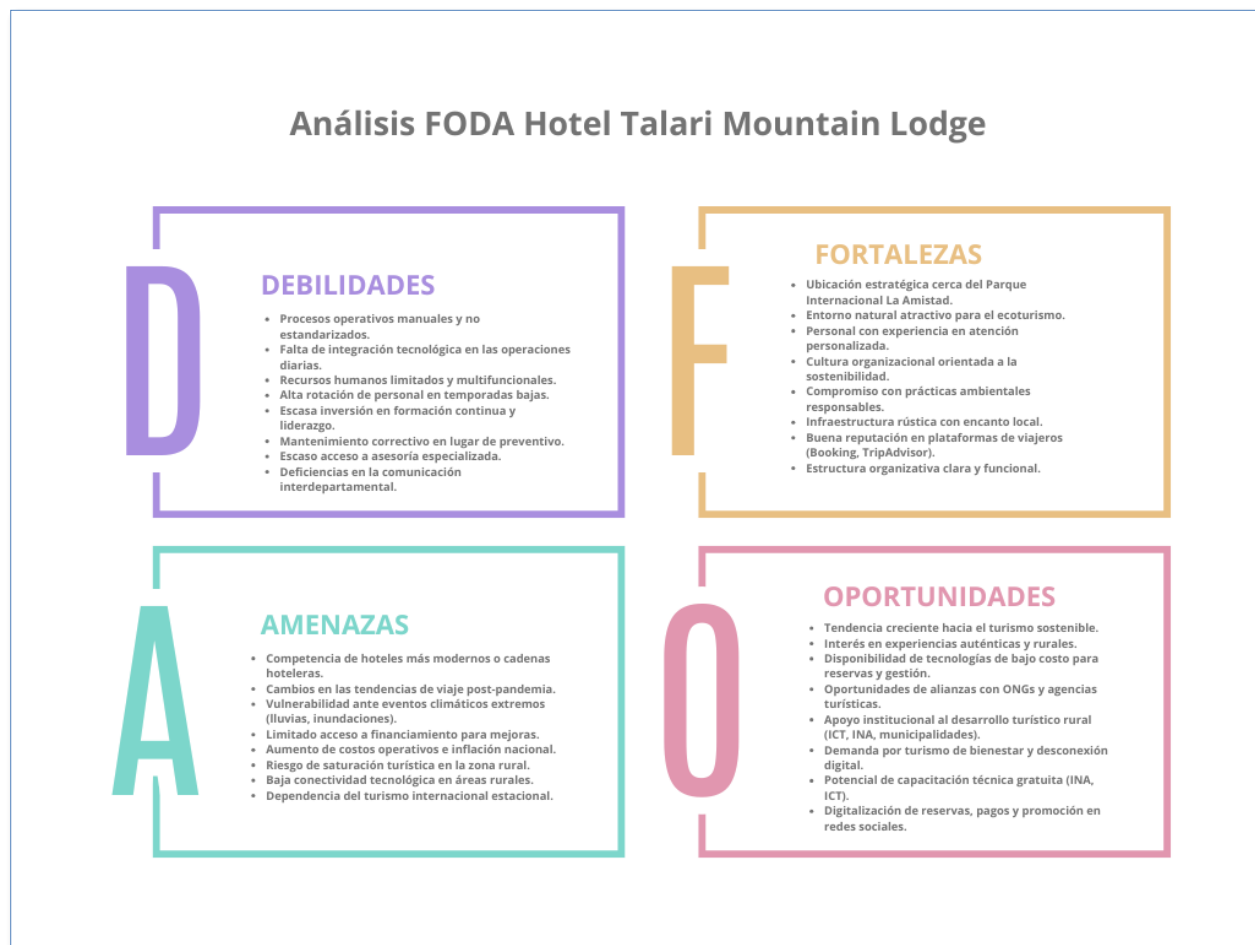 Análisis FODA Hotel Talari Mountain Lodge
D
DEBILIDADES
• Procesos operativos manuales y no
estandarizados.
• Falta de integración tecnológica en las operaciones
diarias.
• Recursos humanos limitados y multifuncionales.
• Alta rotación de personal en temporadas bajas.
• Escasa inversión en formación continua y
liderazgo.
• Mantenimiento correctivo en lugar de preventivo.
• Escaso acceso a asesoría especializada.
• Deficiencias en la comunicación
interdepartamental.
F
FORTALEZAS
• Ubicación estratégica cerca del Parque
Internacional La Amistad.
• Entorno natural atractivo para el ecoturismo.
• Personal con experiencia en atención
personalizada.
• Cultura organizacional orientada a la
sostenibilidad.
• Compromiso con prácticas ambientales
responsables.
• Infraestructura rústica con encanto local.
• Buena reputación en plataformas de viajeros
(Booking, TripAdvisor).
• Estructura organizativa clara y funcional.
A
AMENAZAS
• Competencia de hoteles más modernos o cadenas
hoteleras.
• Cambios en las tendencias de viaje post-pandemia.
• Vulnerabilidad ante eventos climáticos extremos
(lluvias, inundaciones).
• Limitado acceso a financiamiento para mejoras.
• Aumento de costos operativos e inflación nacional.
• Riesgo de saturación turística en la zona rural.
• Baja conectividad tecnológica en áreas rurales.
• Dependencia del turismo internacional estacional.
O
OPORTUNIDADES
• Tendencia creciente hacia el turismo sostenible.
• Interés en experiencias auténticas y rurales.
• Disponibilidad de tecnologías de bajo costo para
reservas y gestión.
• Oportunidades de alianzas con ONGs y agencias
turísticas.
• Apoyo institucional al desarrollo turístico rural
(ICT, INA, municipalidades).
• Demanda por turismo de bienestar y desconexión
digital.
• Potencial de capacitación técnica gratuita (INA,
ICT).
• Digitalización de reservas, pagos y promoción en
redes sociales.